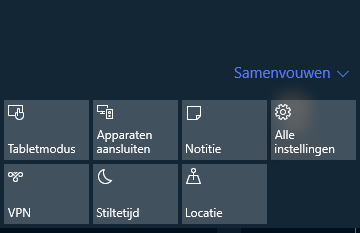 Samenvouwen
Tabletmodus
Apparaten
aansluiten
Notitie
Alle
instellingen
VPN
Stiltetijd
Locatie